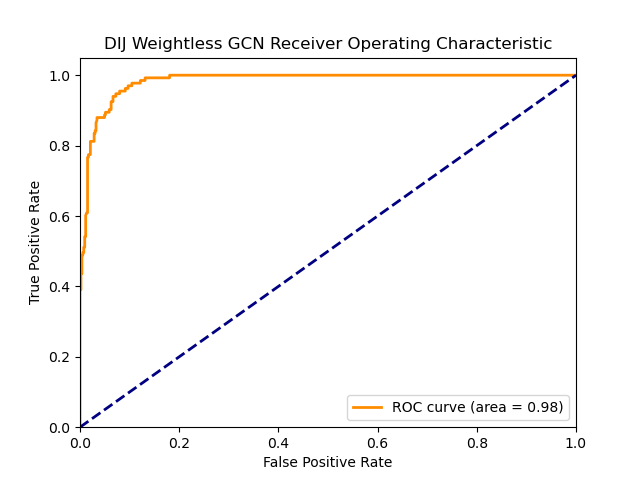 DIJ Weightless GCN Receiver Operating Characteristic
True Positive Rate
1.0
0.8
0.6
0.4
0.2
0.0
ROC curve (area = 0.98)
0.0 0.2 0.4 0.6 0.8 1.0
False Positive Rate